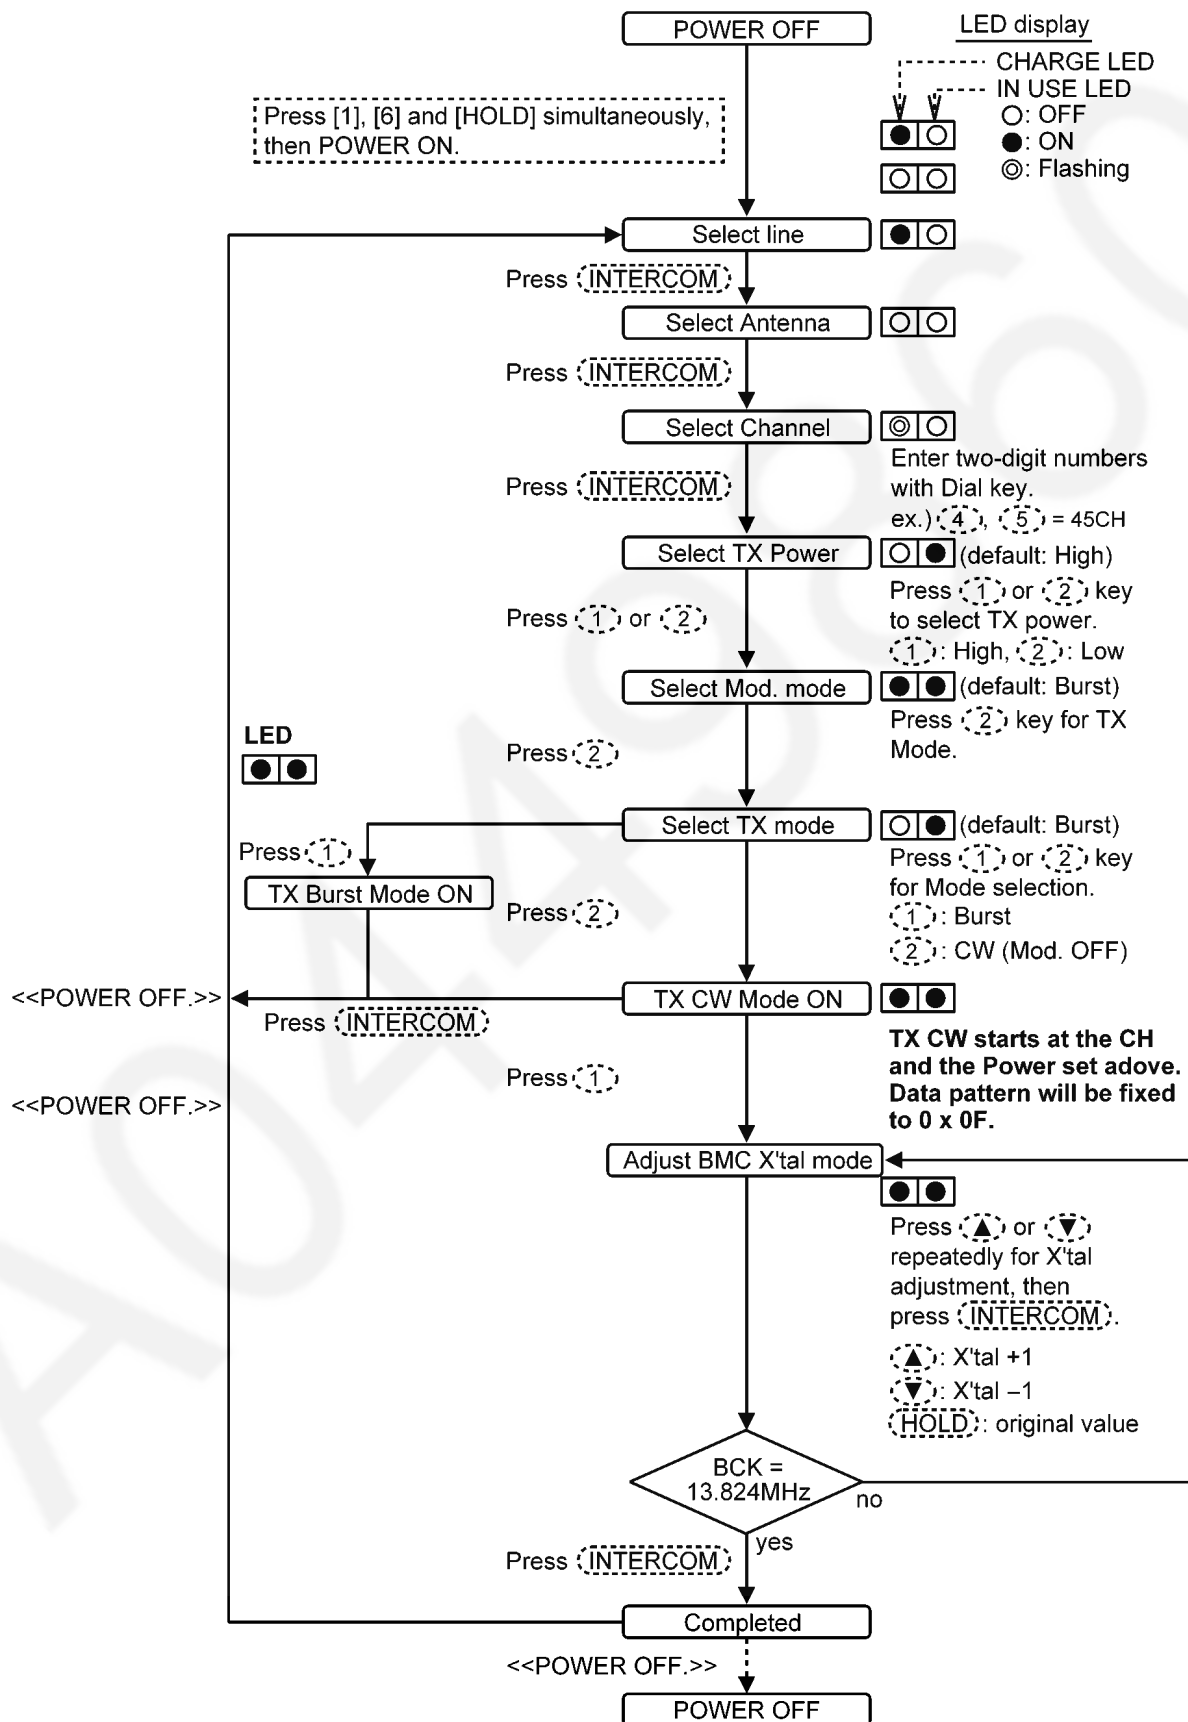 POWER OFF
LED display
CHARGE LED
IN USE LED
○: OFF
●: ON
◎: Flashing
Press [1], [6] and [HOLD] simultaneously,
then POWER ON.
Select line
Press (INTERCOM)
Select Antenna
Press (INTERCOM)
Select Channel
Enter two-digit numbers
with Dial key.
ex.) (4), (5) = 45CH
Press (INTERCOM)
Select TX Power
(default: High)
Press (1) or (2) key
to select TX power.
(1): High, (2): Low
Press (1) or (2)
Select Mod. mode
(default: Burst)
Press (2) key for TX
Mode.
LED
Press (2)
Select TX mode
(default: Burst)
Press (1) or (2) key
for Mode selection.
(1): Burst
(2): CW (Mod. OFF)
Press (1)
TX Burst Mode ON
Press (2)
<<POWER OFF.>>
TX CW Mode ON
Press (INTERCOM)
TX CW starts at the CH
and the Power set adove.
Data pattern will be fixed
to 0 x 0F.
Press (1)
<<POWER OFF.>>
Adjust BMC X'tal mode
Press (▲) or (▼)
repeatedly for X'tal
adjustment, then
press (INTERCOM).
(▲): X'tal +1
(▼): X'tal –1
(HOLD): original value
BCK =
13.824MHz
no
yes
Press (INTERCOM)
Completed
<<POWER OFF.>>
POWER OFF
A0449860